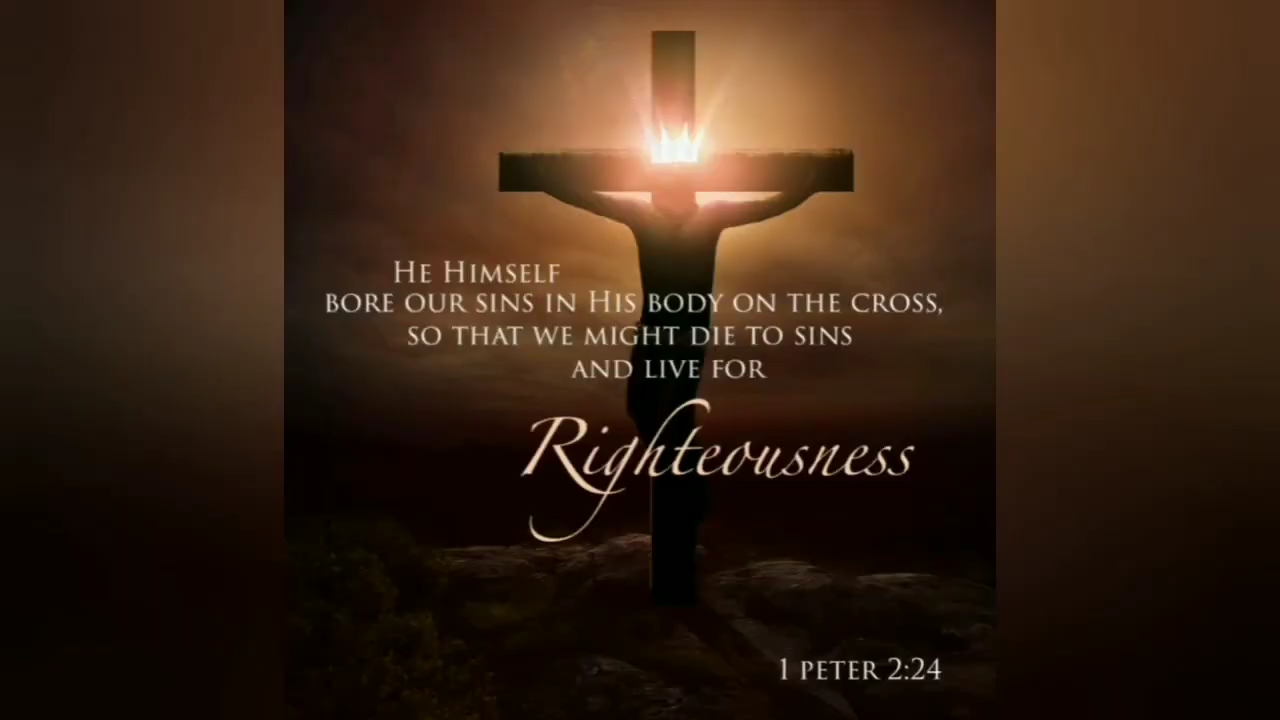 He Himself
bore our sins in His body on the cross,
so that we might die to sins
and live for
Righteousness
1 Peter 2:24